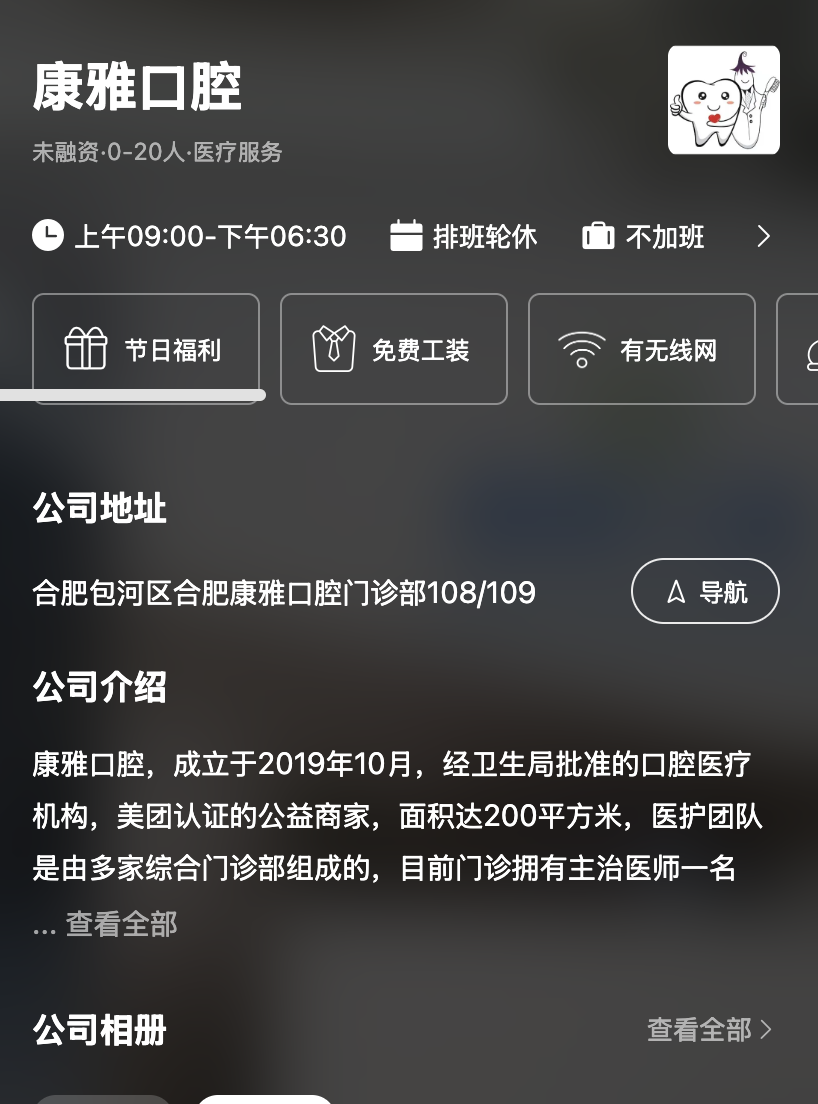 康雅口腔
未融资·0-20人·医疗服务
上午09:00-下午06:30 排班轮休 不加班
节日福利 免费工装 有无线网
公司地址
合肥包河区合肥康雅口腔门诊部108/109 导航
公司介绍
康雅口腔，成立于2019年10月，经卫生局批准的口腔医疗
机构，美团认证的公益商家，面积达200平方米，医护团队
是由多家综合门诊部组成的，目前门诊拥有主治医师一名
... 查看全部
公司相册 查看全部